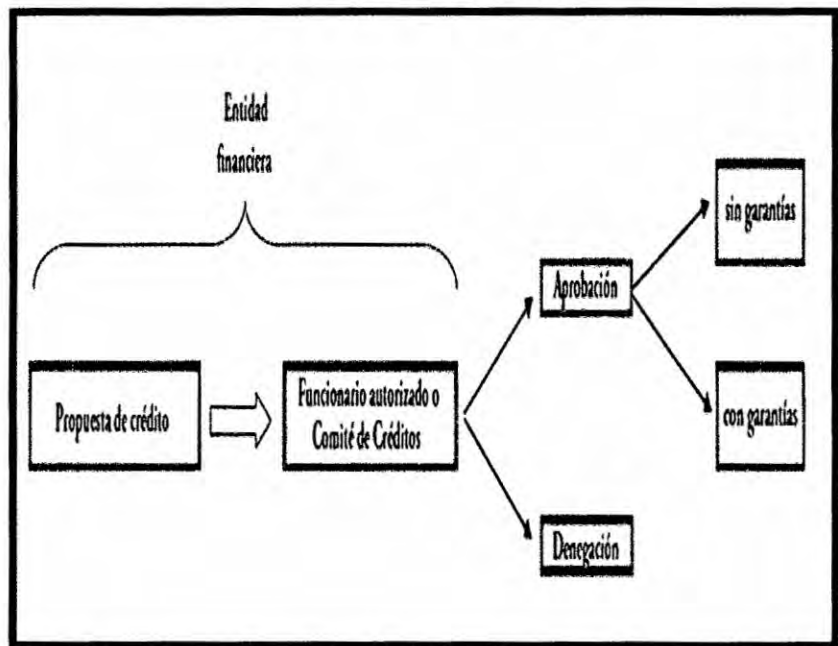 Entidad
financiera
Propuesta de crédito
Funcionario autorizado o
Comité de Créditos
Aprobación
Denegación
sin garantías
con garantías